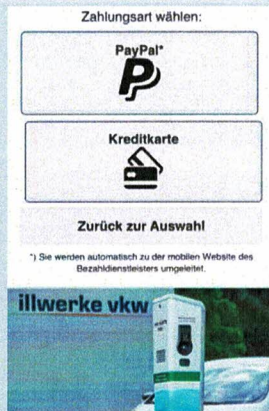 Zahlungsart wählen:
PayPal*
Kreditkarte
Zurück zur Auswahl
*) Sie werden automatisch zu der mobilen Website des
Bezahldienstleisters umgeleitet.
illwerke vkw